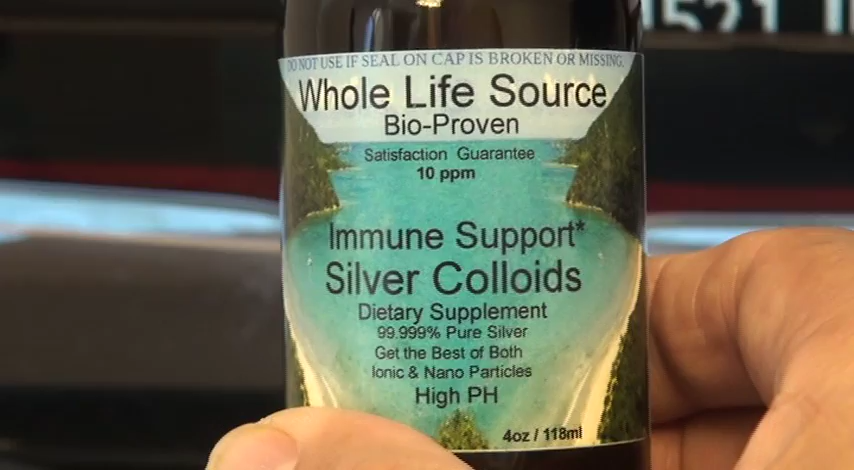 1521
DO NOT USE IF SEAL ON CAP IS BROKEN OR MISSING.
Whole Life Source
Bio-Proven
Satisfaction Guarantee
10 ppm
Immune Support*
Silver Colloids
Dietary Supplement
99.999% Pure Silver
Get the Best of Both
Ionic & Nano Particles
High PH
4oz / 118ml